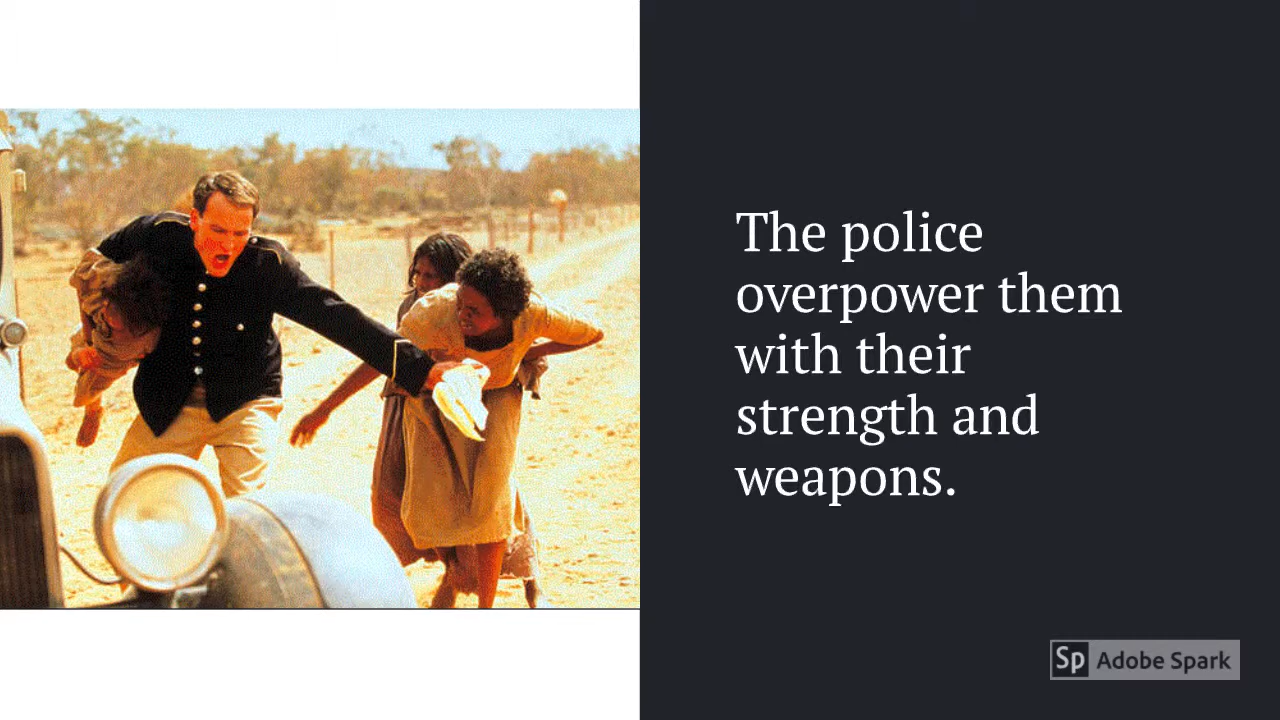 The police
overpower them
with their
strength and
weapons.
Sp Adobe Spark